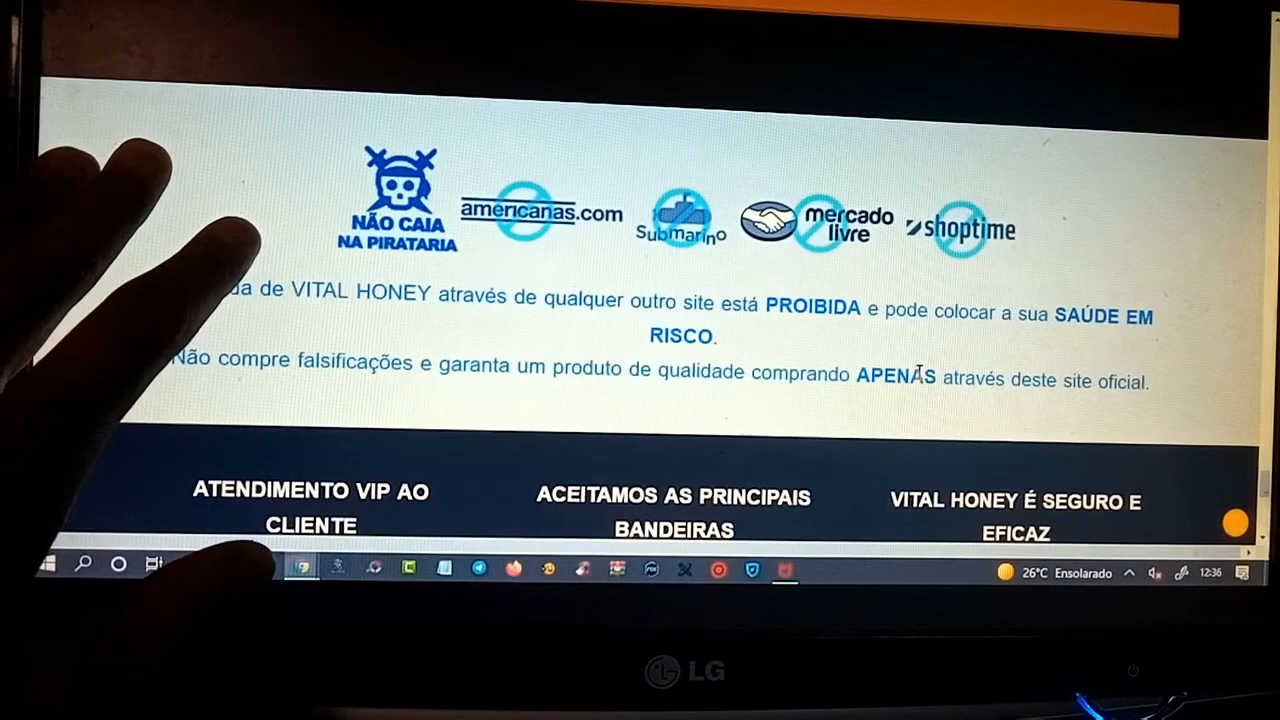 NÃO CAIA
NA PIRATARIA
americanas.com
Submarino
mercado
livre
shoptime
de VITAL HONEY através de qualquer outro site está PROIBIDA e pode colocar a sua SAÚDE EM
RISCO.
Não compre falsificações e garanta um produto de qualidade comprando APENAS através deste site oficial.
ATENDIMENTO VIP AO
CLIENTE
ACEITAMOS AS PRINCIPAIS
BANDEIRAS
VITAL HONEY É SEGURO E
EFICAZ
26°C Ensolarado
12:36
LG